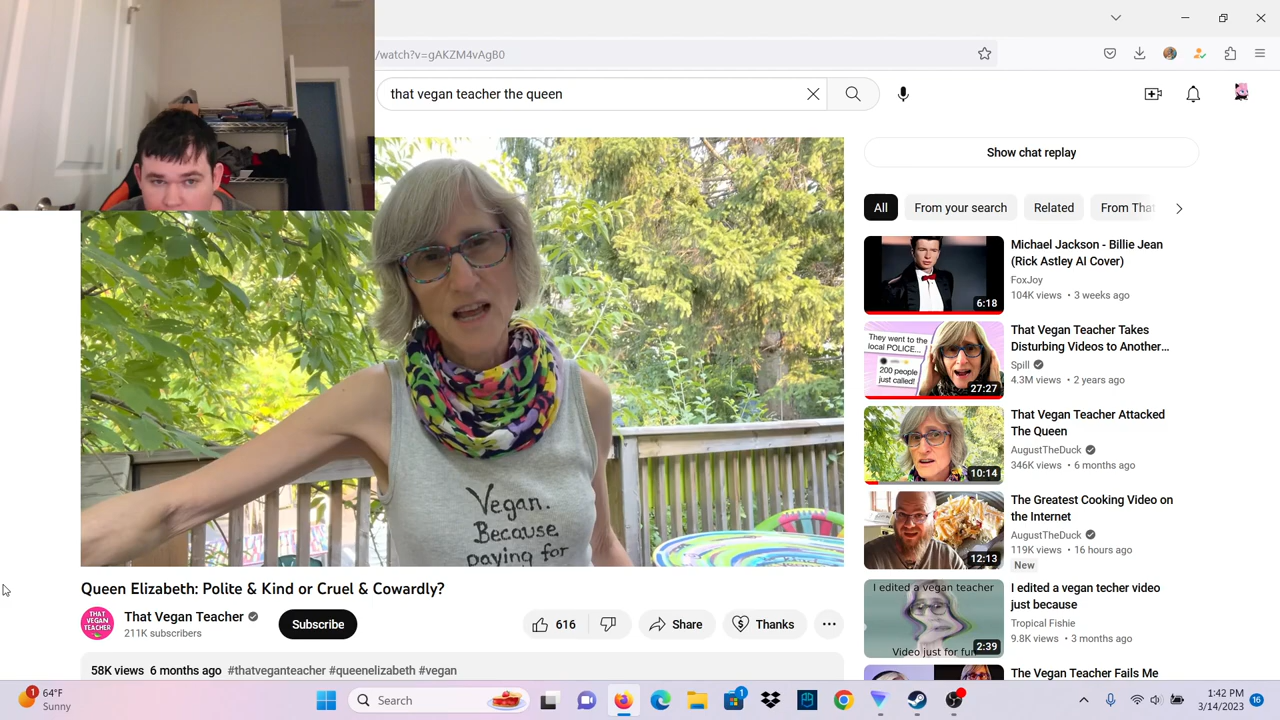 /watch?v=gAKZM4vAgB0
that vegan teacher the queen
Vegan.
Because
paying for
Queen Elizabeth: Polite & Kind or Cruel & Cowardly?
THAT
VEGAN
TEACHER
That Vegan Teacher
211K subscribers
Subscribe
616
Share
Thanks
58K views 6 months ago #thatveganteacher #queenelizabeth #vegan
Show chat replay
All
From your search
Related
From Tha
6:18
Michael Jackson - Billie Jean
(Rick Astley AI Cover)
FoxJoy
104K views • 3 weeks ago
They went to the
local POLICE...
200 people
just called!
27:27
That Vegan Teacher Takes
Disturbing Videos to Another...
Spill
4.3M views • 2 years ago
10:14
That Vegan Teacher Attacked
The Queen
AugustTheDuck
346K views • 6 months ago
12:13
The Greatest Cooking Video on
the Internet
AugustTheDuck
119K views • 16 hours ago
New
I edited a vegan teacher
Video just for fun
2:39
I edited a vegan techer video
just because
Tropical Fishie
9.8K views • 3 months ago
The Vegan Teacher Fails Me
1
64°F
Sunny
Search
1
1:42 PM
3/14/2023
16